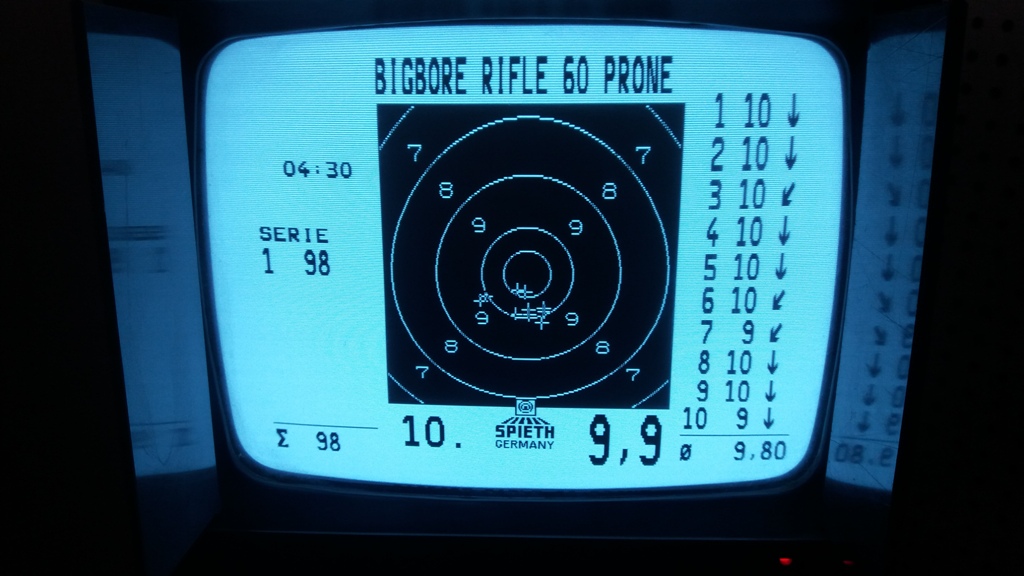 BIGBORE RIFLE 60 PRONE
04:30
SERIE
1 98
7 7
8 8
9 9
9 9
8 8
7 7
1 10 ↓
2 10 ↓
3 10 ↙
4 10 ↓
5 10 ↓
6 10 ↙
7 9 ↙
8 10 ↓
9 10 ↓
10 9 ↓
Σ 98
10.
SPIETH
GERMANY
9,9
ø 9,80